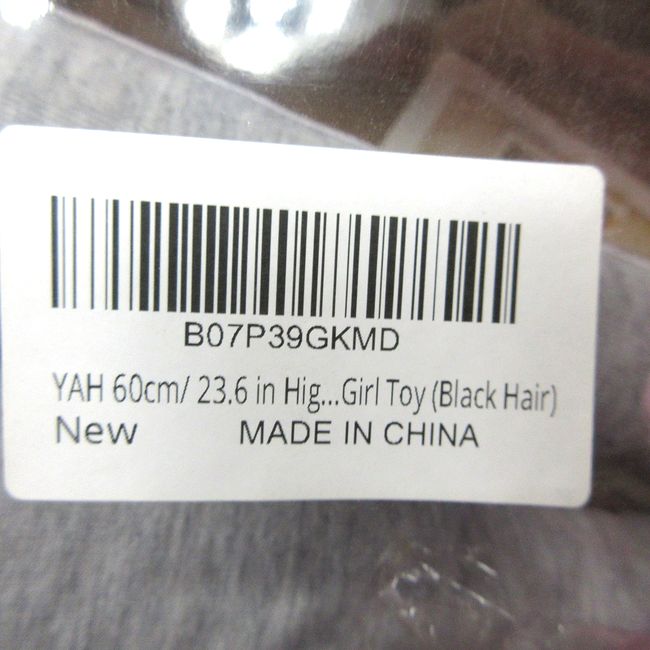 B07P39GKMD
YAH 60cm/ 23.6 in Hig...Girl Toy (Black Hair)
New MADE IN CHINA